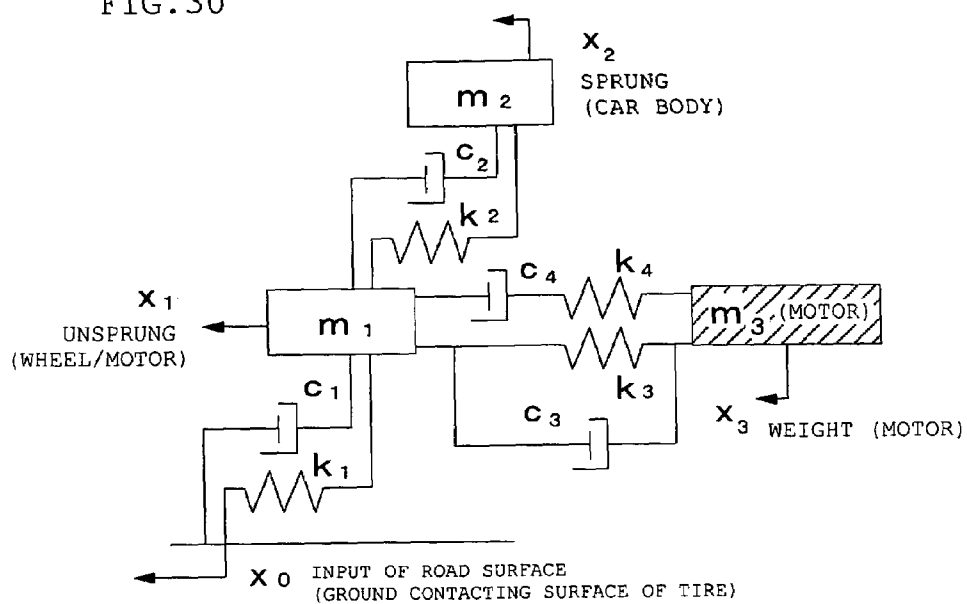 FIG.30
x2
SPRUNG
(CAR BODY)
m2
c2
k2
c4
k4
x1
UNSPRUNG
(WHEEL/MOTOR)
m1
m3 (MOTOR)
k3
c1
c3
x3 WEIGHT (MOTOR)
k1
x0 INPUT OF ROAD SURFACE
(GROUND CONTACTING SURFACE OF TIRE)